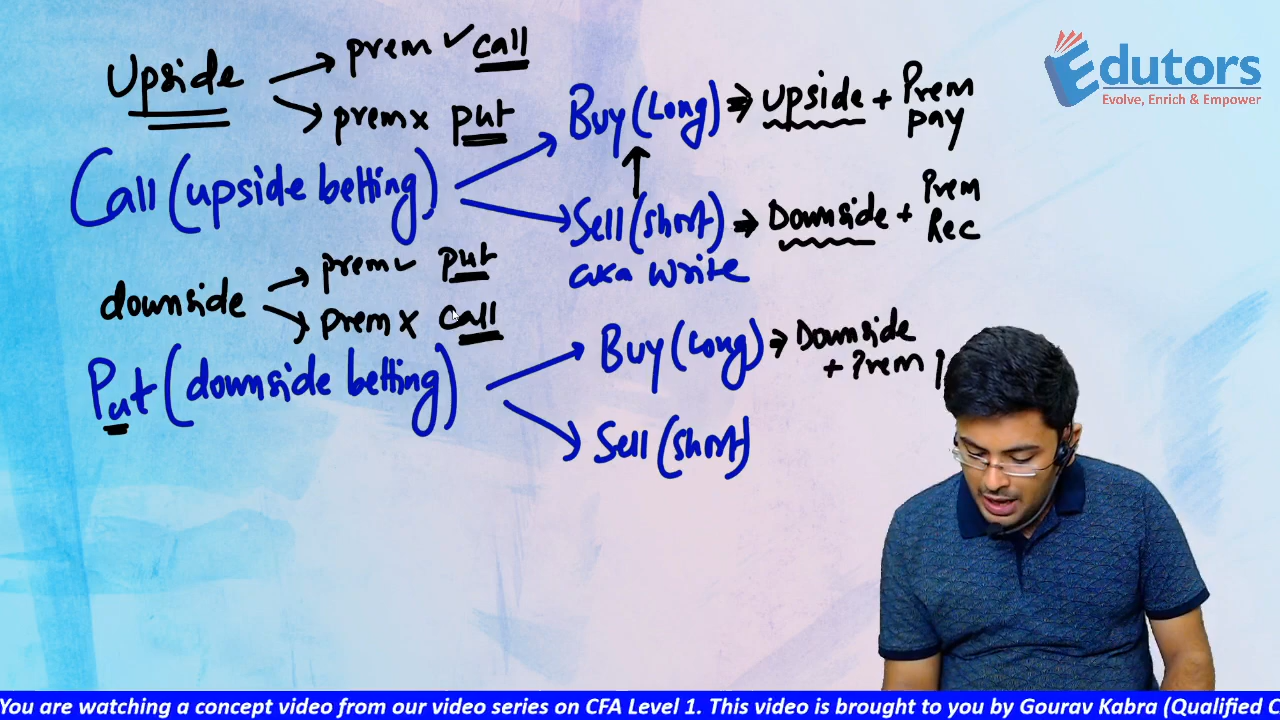 Upside
prem ✓ call
prem x put
Call (upside betting)
Buy (Long) ⇒ Upside + Prem pay
Sell (short) ⇒ Downside + Prem Rec
aka write
downside
prem ✓ put
prem x call
Put (downside betting)
Buy (Long) ⇒ Downside
+ Prem
Sell (short)
Edutors
Evolve, Enrich & Empower
You are watching a concept video from our video series on CFA Level 1. This video is brought to you by Gourav Kabra (Qualified C